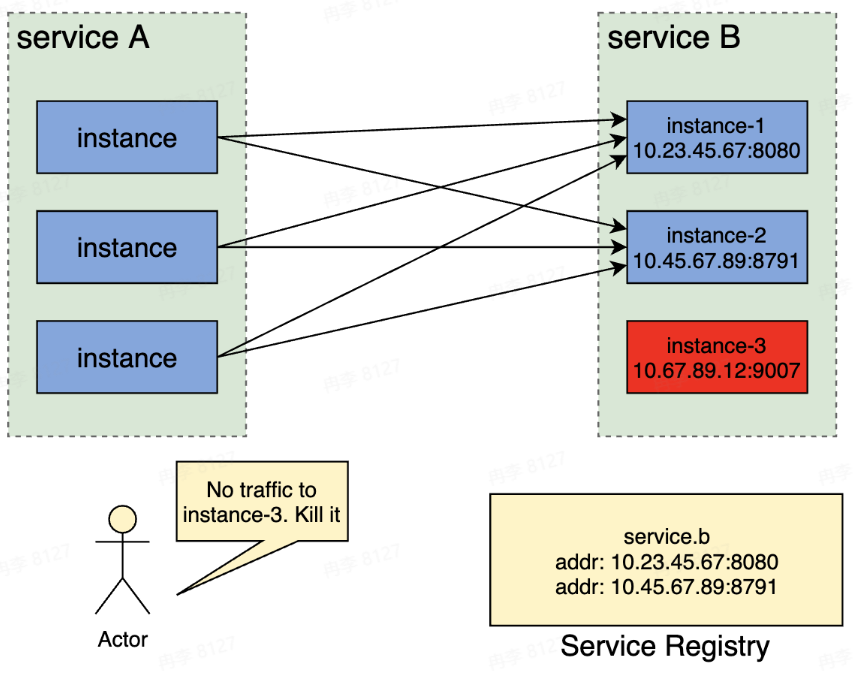 service A
service B
instance
instance-1
10.23.45.67:8080
instance
instance-2
10.45.67.89:8791
instance
instance-3
10.67.89.12:9007
No traffic to
instance-3. Kill it
Actor
service.b
addr: 10.23.45.67:8080
addr: 10.45.67.89:8791
Service Registry
冉李 8127